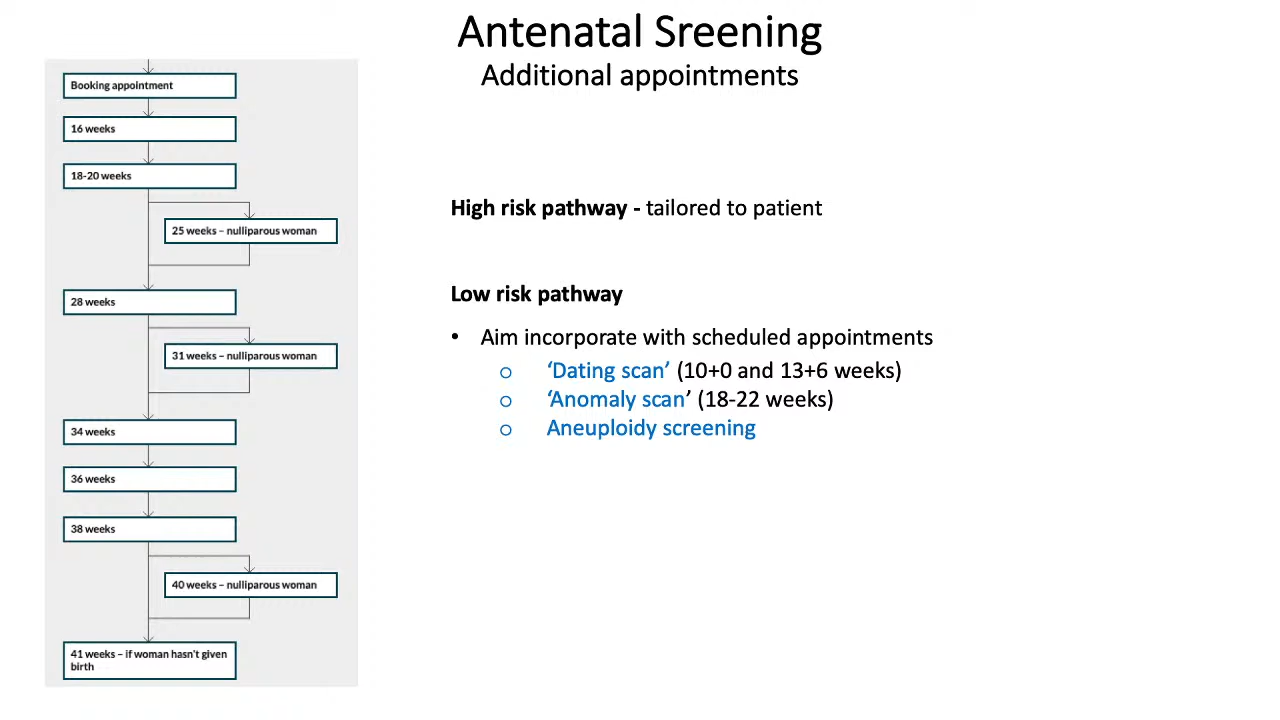 Antenatal Sreening
Additional appointments
Booking appointment
16 weeks
18-20 weeks
25 weeks – nulliparous woman
28 weeks
31 weeks – nulliparous woman
34 weeks
36 weeks
38 weeks
40 weeks – nulliparous woman
41 weeks – if woman hasn't given
birth
High risk pathway - tailored to patient
Low risk pathway
• Aim incorporate with scheduled appointments
o ‘Dating scan’ (10+0 and 13+6 weeks)
o ‘Anomaly scan’ (18-22 weeks)
o Aneuploidy screening